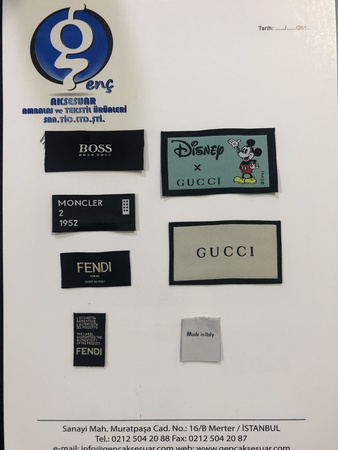 Tarih:
g
genç
AKSESUAR
AMBALAJ ve TEKSTİL ÜRÜNLERİ
SAN.TİC.LTD.ŞTİ.
BOSS
HUGO BOSS
Disney
x
GUCCI
MONCLER
2
1952
GUCCI
FENDI
ROMA
MADE IN ITALY
FENDI
Made in Italy
Sanayi Mah. Muratpaşa Cad. No.: 16/B Merter / İSTANBUL
Tel.: 0212 504 20 88 Fax: 0212 504 20 87
e-mail: info@gencaksesuar.com web: www.gencaksesuar.com